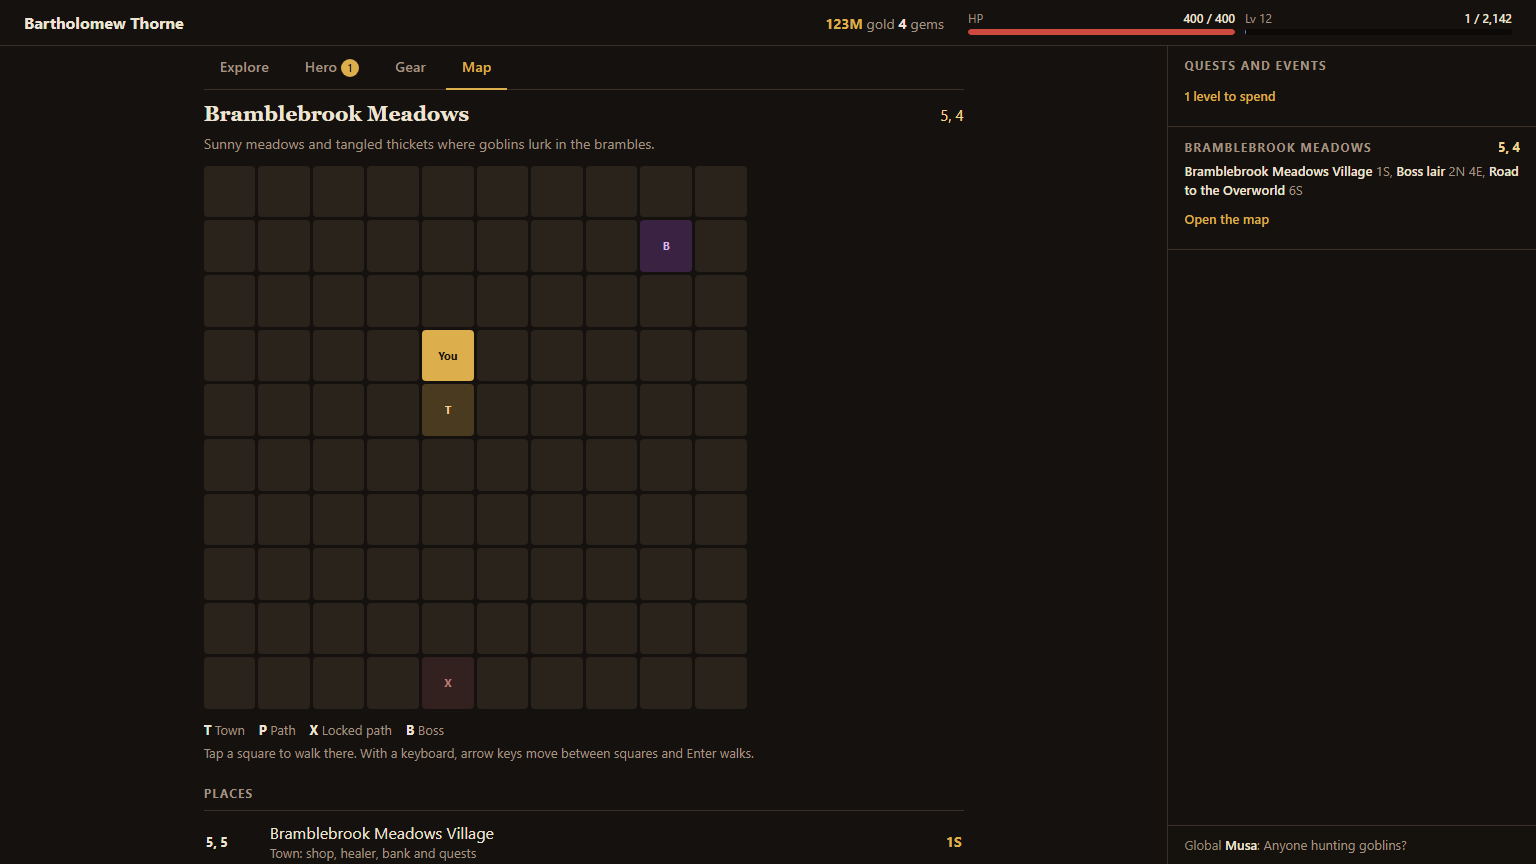 Bartholomew Thorne
123M gold 4 gems
HP 400 / 400
Lv 12 1 / 2,142
Explore
Hero 1
Gear
Map
Bramblebrook Meadows
5, 4
Sunny meadows and tangled thickets where goblins lurk in the brambles.
B
You
T
X
T Town P Path X Locked path B Boss
Tap a square to walk there. With a keyboard, arrow keys move between squares and Enter walks.
PLACES
5, 5
Bramblebrook Meadows Village
1S
Town: shop, healer, bank and quests
QUESTS AND EVENTS
1 level to spend
BRAMBLEBROOK MEADOWS 5, 4
Bramblebrook Meadows Village 1S, Boss lair 2N 4E, Road
to the Overworld 6S
Open the map
Global Musa: Anyone hunting goblins?